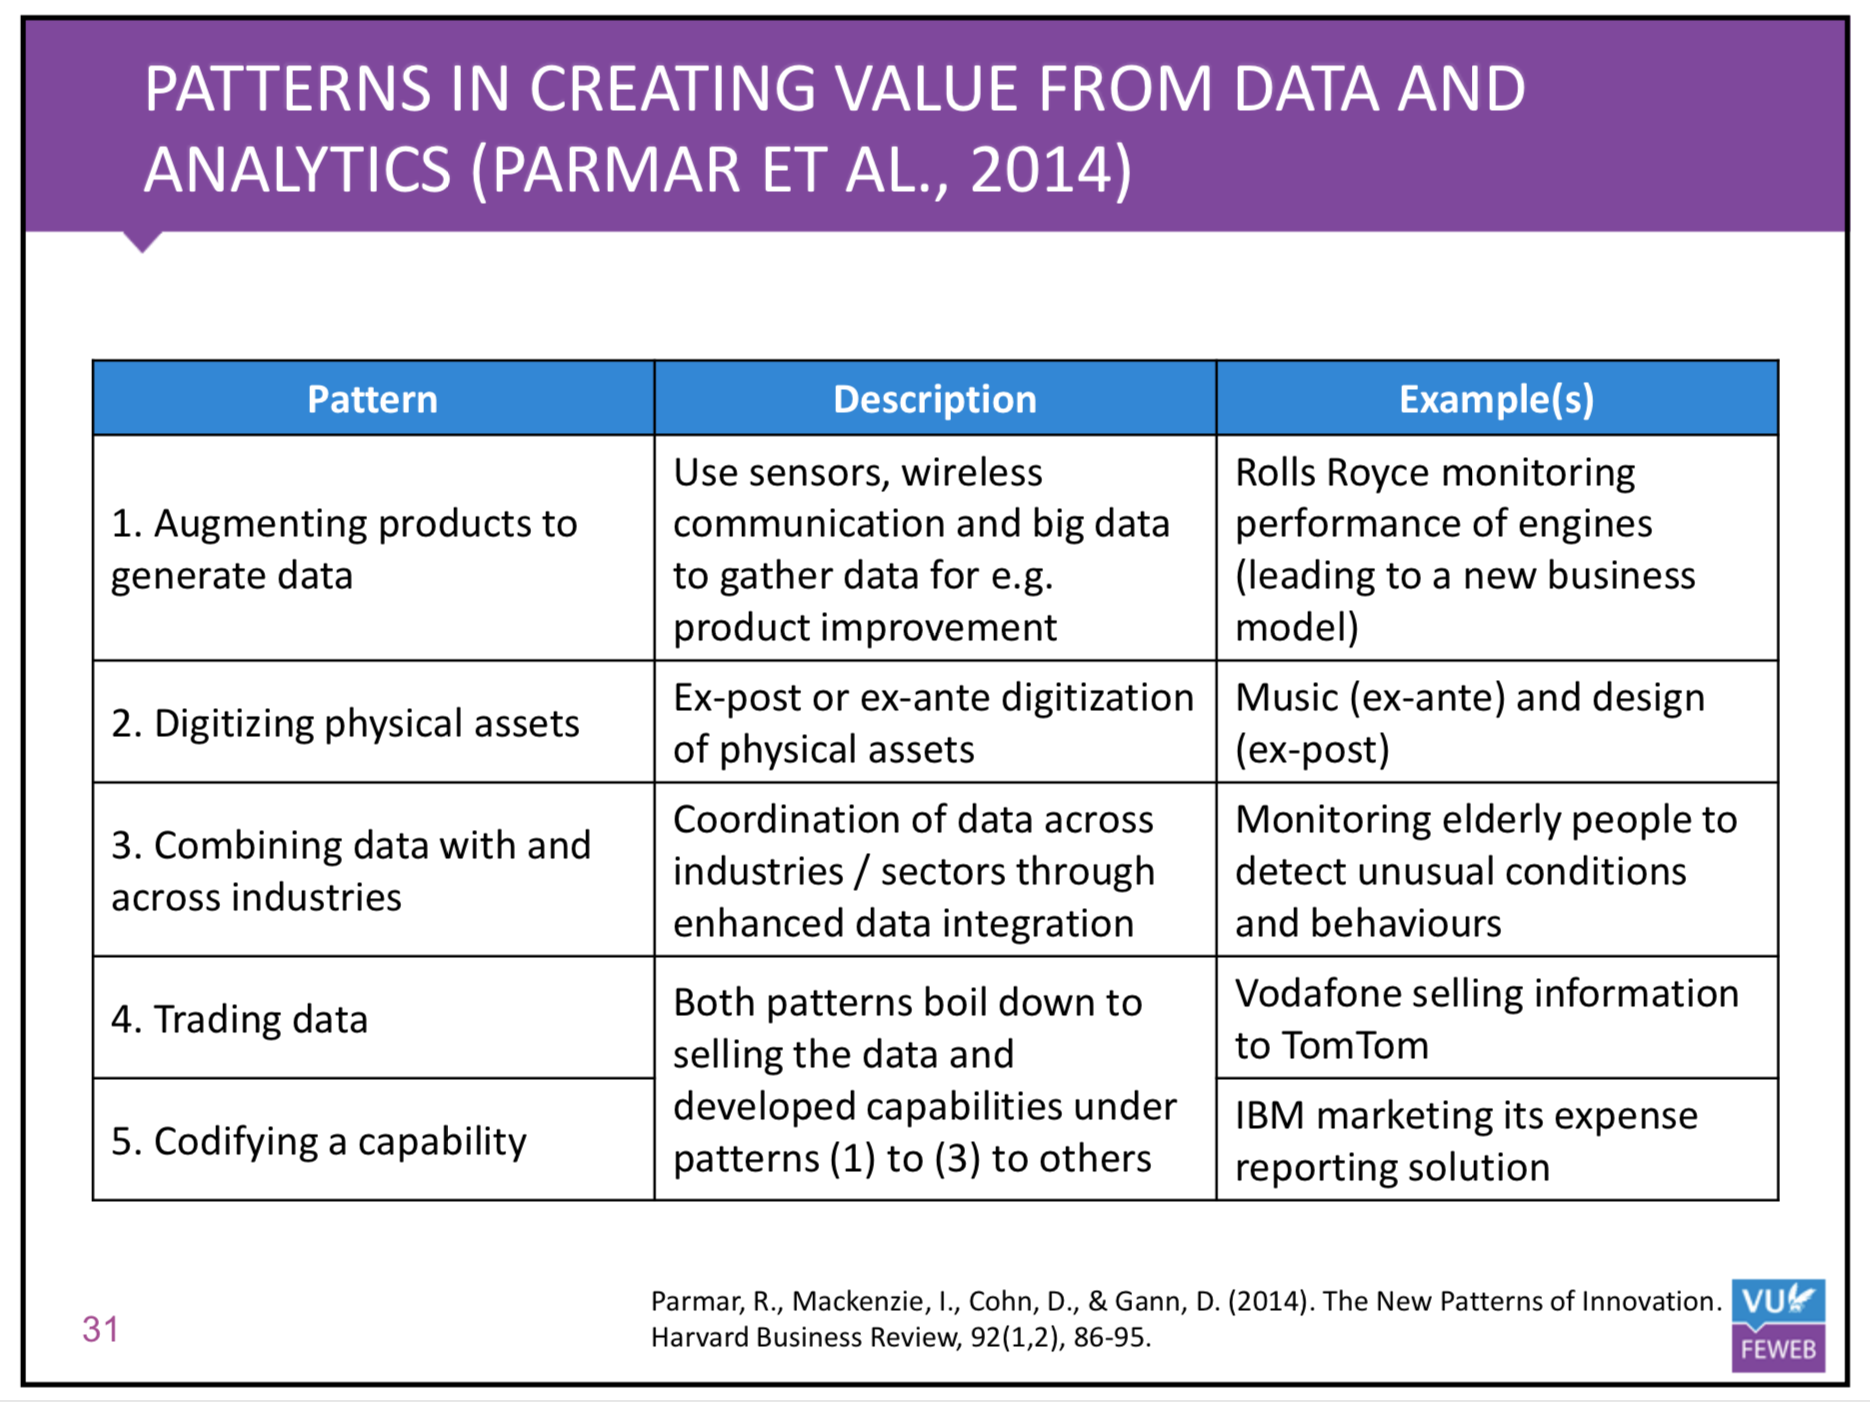 PATTERNS IN CREATING VALUE FROM DATA AND
ANALYTICS (PARMAR ET AL., 2014)
Pattern
Description
Example(s)
1. Augmenting products to
generate data
Use sensors, wireless
communication and big data
to gather data for e.g.
product improvement
Rolls Royce monitoring
performance of engines
(leading to a new business
model)
2. Digitizing physical assets
Ex-post or ex-ante digitization
of physical assets
Music (ex-ante) and design
(ex-post)
3. Combining data with and
across industries
Coordination of data across
industries / sectors through
enhanced data integration
Monitoring elderly people to
detect unusual conditions
and behaviours
4. Trading data
Both patterns boil down to
selling the data and
developed capabilities under
patterns (1) to (3) to others
Vodafone selling information
to TomTom
5. Codifying a capability
IBM marketing its expense
reporting solution
31
Parmar, R., Mackenzie, I., Cohn, D., & Gann, D. (2014). The New Patterns of Innovation.
Harvard Business Review, 92(1,2), 86-95.
VU
FEWEB